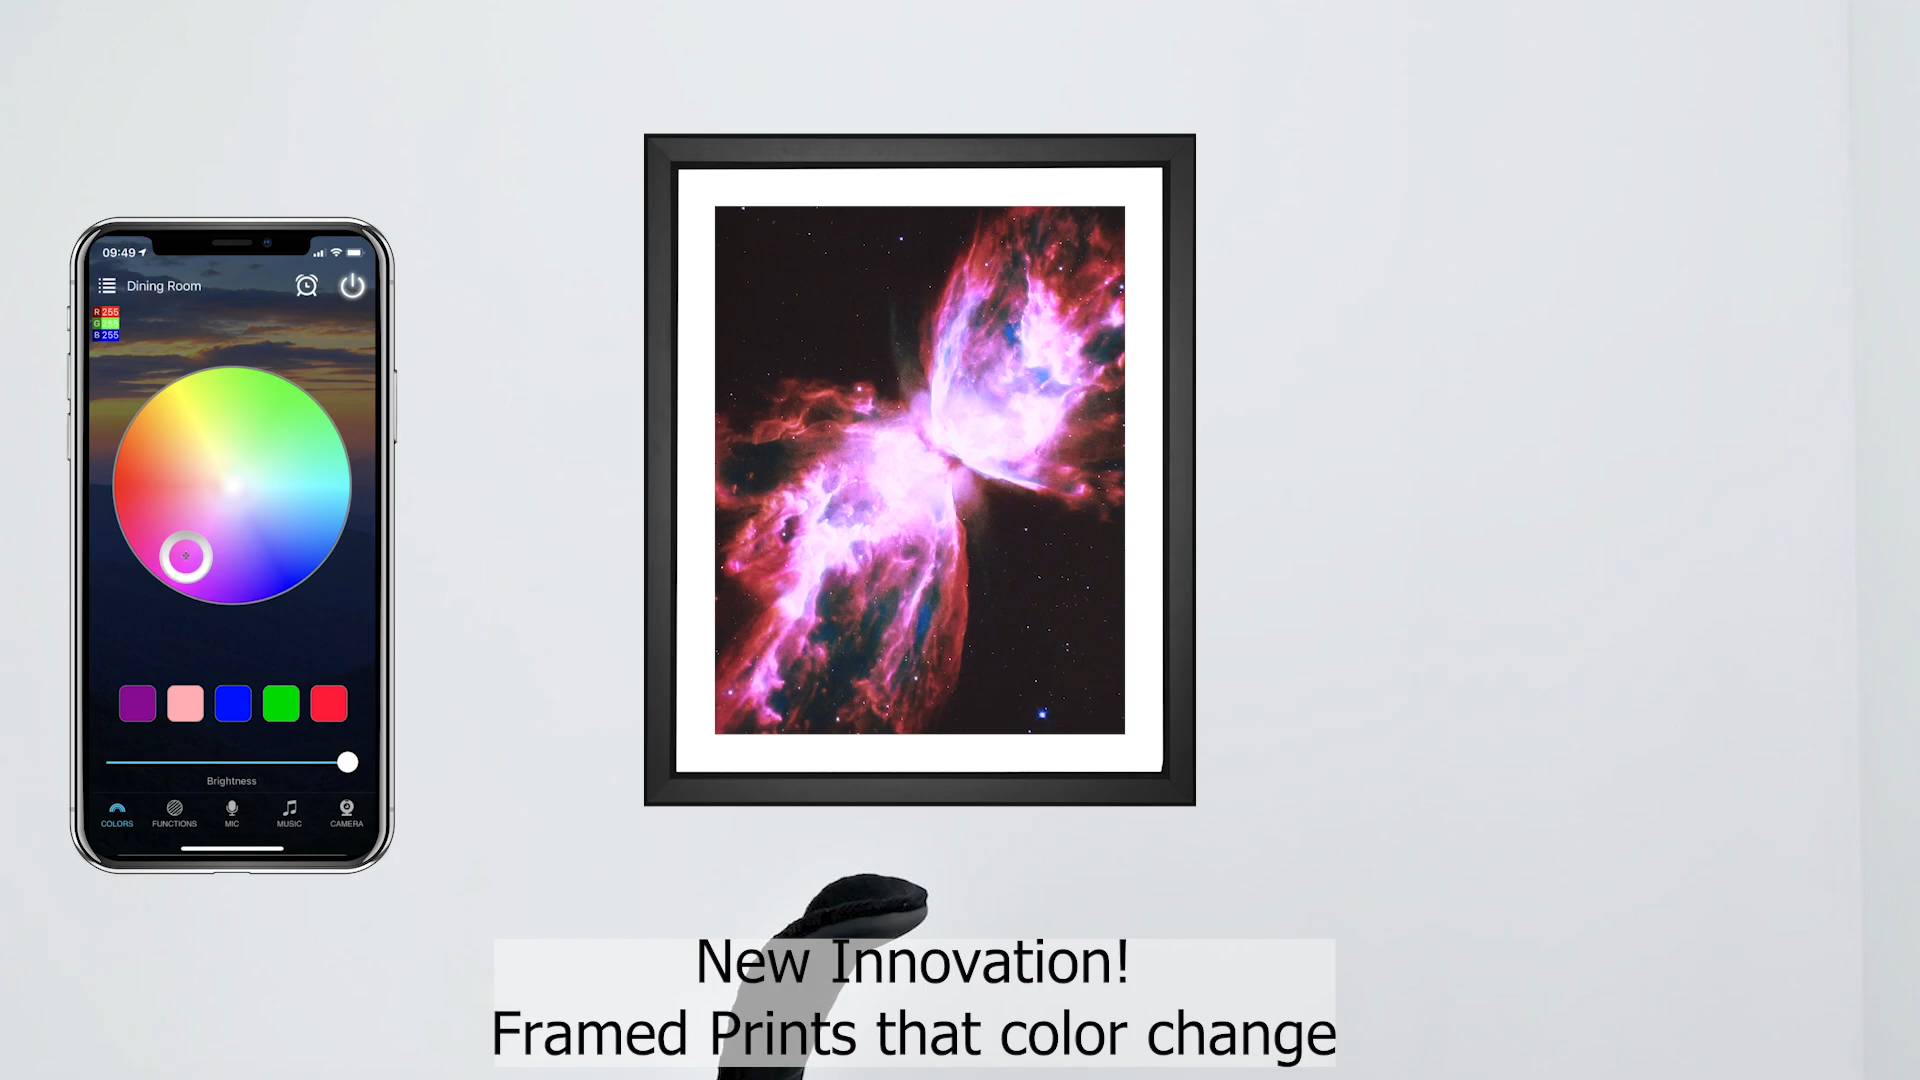 09:49
Dining Room
R 255
G 255
B 255
Brightness
COLORS FUNCTIONS MIC MUSIC CAMERA
New Innovation!
Framed Prints that color change